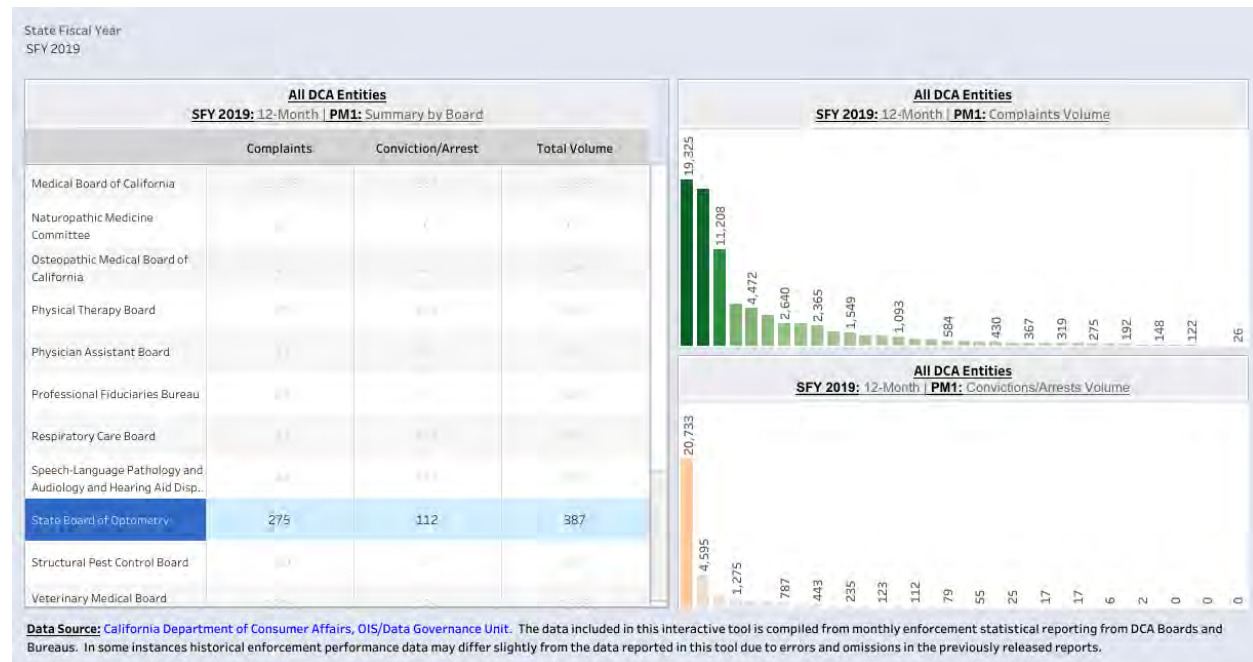 State Fiscal Year
SFY 2019
All DCA Entities
SFY 2019: 12-Month | PM1: Summary by Board
Complaints Conviction/Arrest Total Volume
Medical Board of California
Naturopathic Medicine
Committee
Osteopathic Medical Board of
California
Physical Therapy Board
Physician Assistant Board
Professional Fiduciaries Bureau
Respiratory Care Board
Speech-Language Pathology and
Audiology and Hearing Aid Disp..
State Board of Optometry 275 112 387
Structural Pest Control Board
Veterinary Medical Board
All DCA Entities
SFY 2019: 12-Month | PM1: Complaints Volume
19,325 11,208 4,472 2,640 2,365 1,549 1,093 584 430 367 319 275 192 148 122 26
All DCA Entities
SFY 2019: 12-Month | PM1: Convictions/Arrests Volume
20,733 4,595 1,275 787 443 235 123 112 79 55 25 17 17 6 2 0 0 0
Data Source: California Department of Consumer Affairs, OIS/Data Governance Unit. The data included in this interactive tool is compiled from monthly enforcement statistical reporting from DCA Boards and
Bureaus. In some instances historical enforcement performance data may differ slightly from the data reported in this tool due to errors and omissions in the previously released reports.